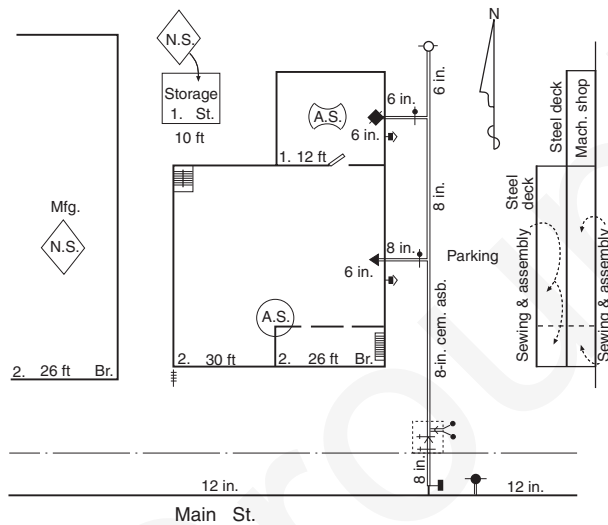 N
N.S.
Storage
1. St.
10 ft
A.S.
1. 12 ft
6 in.
6 in.
6 in.
8 in.
Steel deck
Mach. shop
Steel deck
Sewing & assembly
Sewing & assembly
Mfg.
N.S.
2. 26 ft Br.
8 in.
6 in.
Parking
A.S.
2. 30 ft
2. 26 ft Br.
8-in. cem. asb.
8 in.
12 in.
12 in.
Main St.